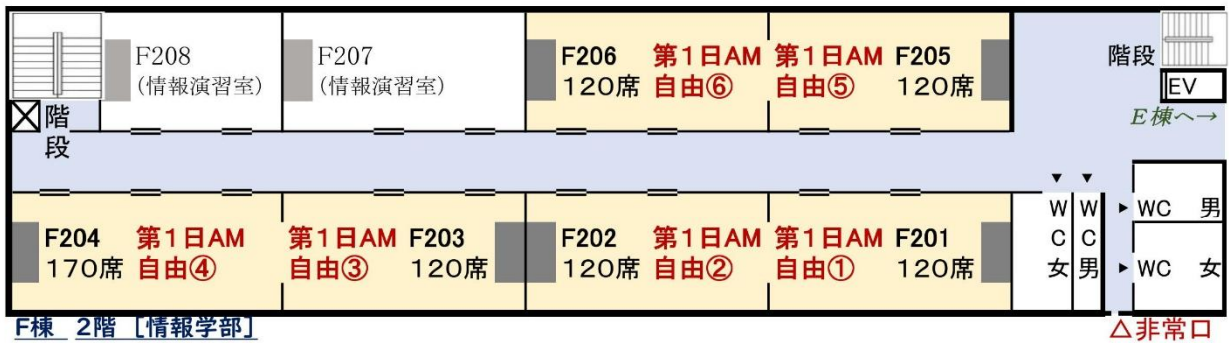 F208
(情報演習室)
F207
(情報演習室)
F206 第1日AM
120席 自由⑥
第1日AM F205
自由⑤ 120席
階段
EV
E棟へ→
階段
F204 第1日AM
170席 自由④
第1日AM F203
自由③ 120席
F202 第1日AM
120席 自由②
第1日AM F201
自由① 120席
▼ ▼
WC女
WC男
▶ WC 男
▶ WC 女
F棟 2階 [情報学部]
△非常口